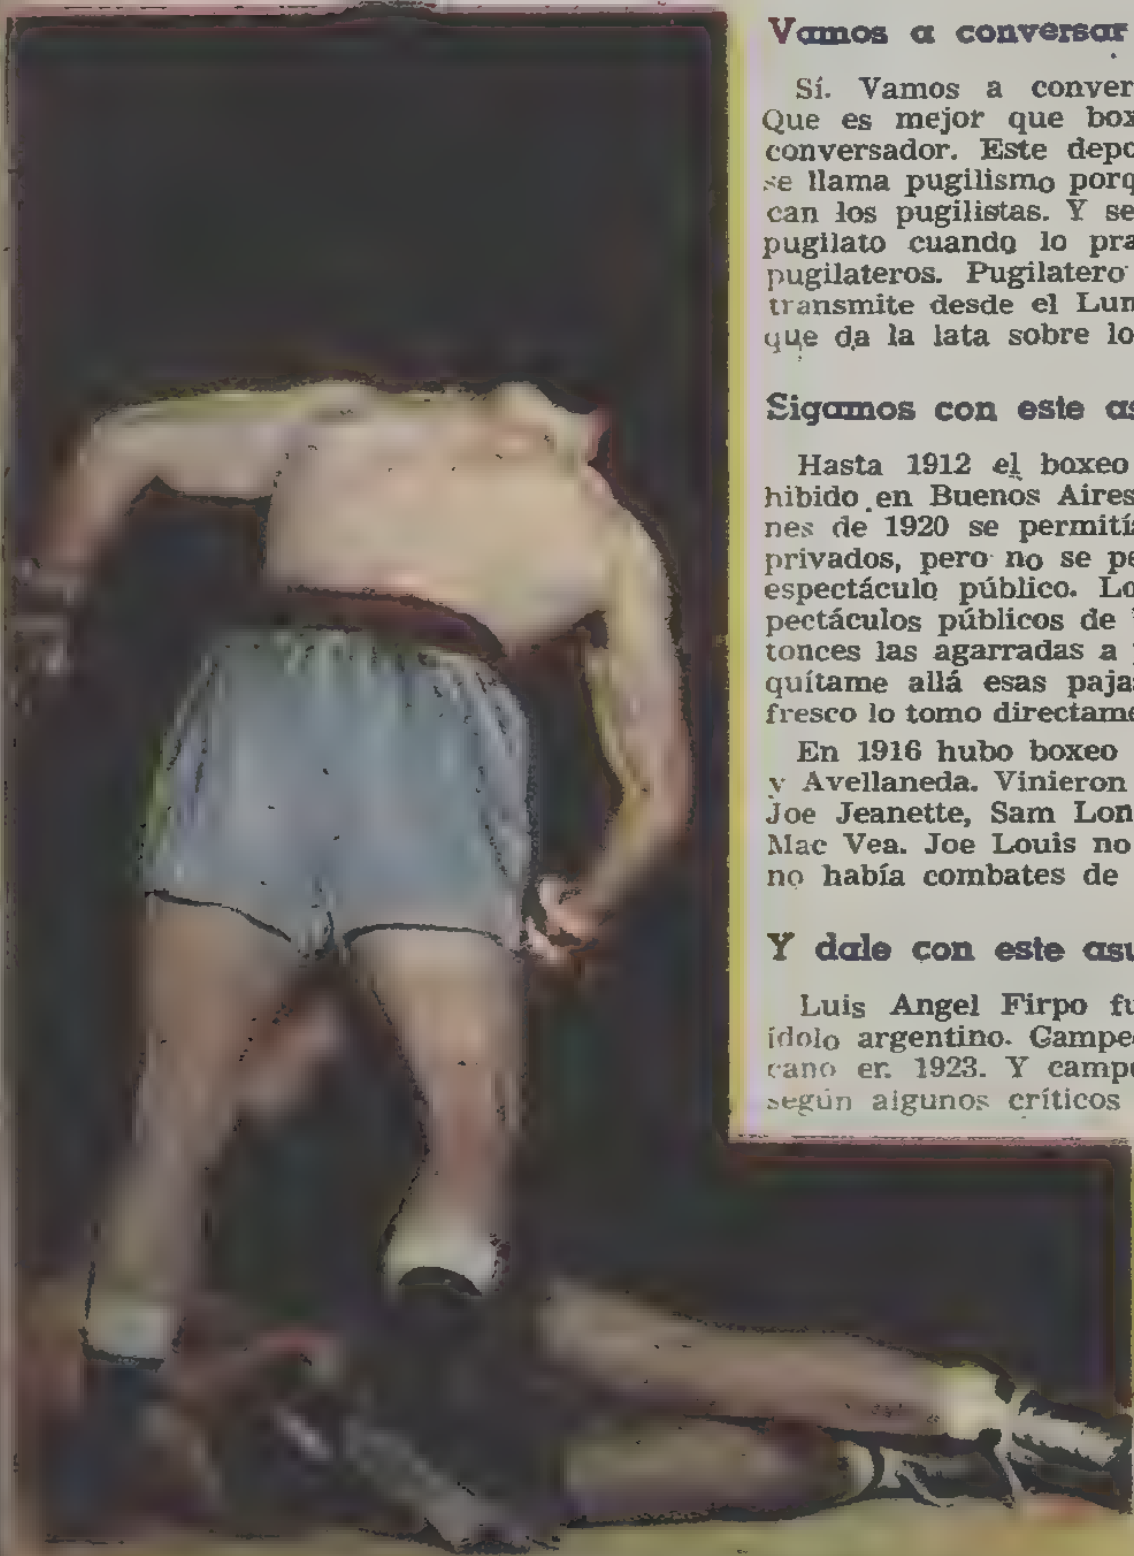 Vamos a conversar
Sí. Vamos a conver
Que es mejor que box
conversador. Este depo
se llama pugilismo porq
can los pugilistas. Y se
pugilato cuando lo pra
pugilateros. Pugilatero
transmite desde el Lun
que da la lata sobre lo
Sigamos con este as
Hasta 1912 el boxeo
hibido en Buenos Aires
nes de 1920 se permití
privados, pero no se pe
espectáculo público. Lo
pectáculos públicos de
tonces las agarradas a
quítame allá esas paja
fresco lo tomo directame
En 1916 hubo boxeo
y Avellaneda. Vinieron
Joe Jeanette, Sam Lon
Mac Vea. Joe Louis no
no había combates de
Y dale con este asu
Luis Angel Firpo fu
ídolo argentino. Campe
cano en 1923. Y campe
según algunos críticos